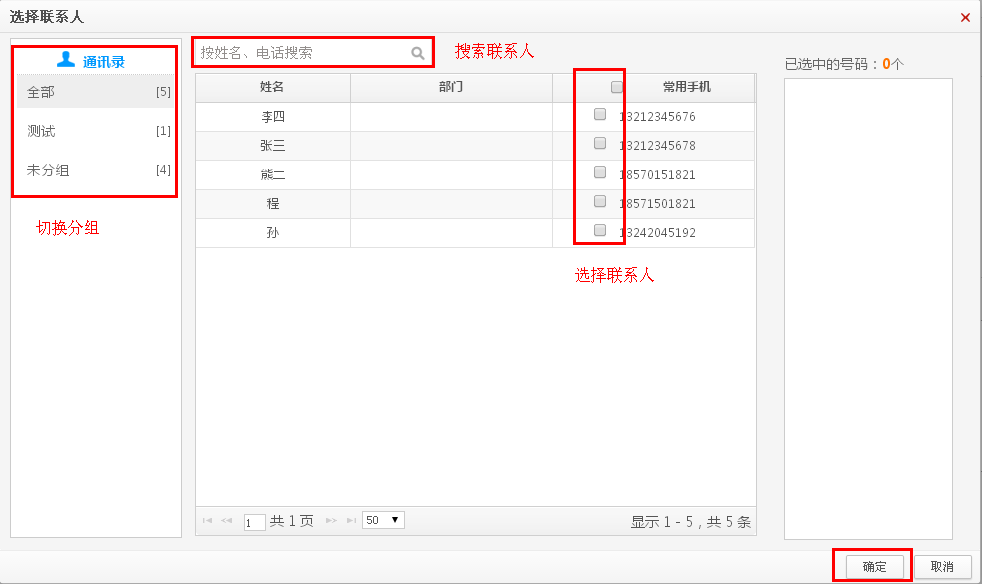 选择联系人
通讯录
全部 [5]
测试 [1]
未分组 [4]
切换分组
按姓名、电话搜索
搜索联系人
姓名 部门 常用手机
李四 13212345676
张三 13212345678
熊二 18570151821
程 18571501821
孙 13242045192
选择联系人
1 共 1 页 50 显示 1 - 5，共 5 条
已选中的号码：0个
确定 取消